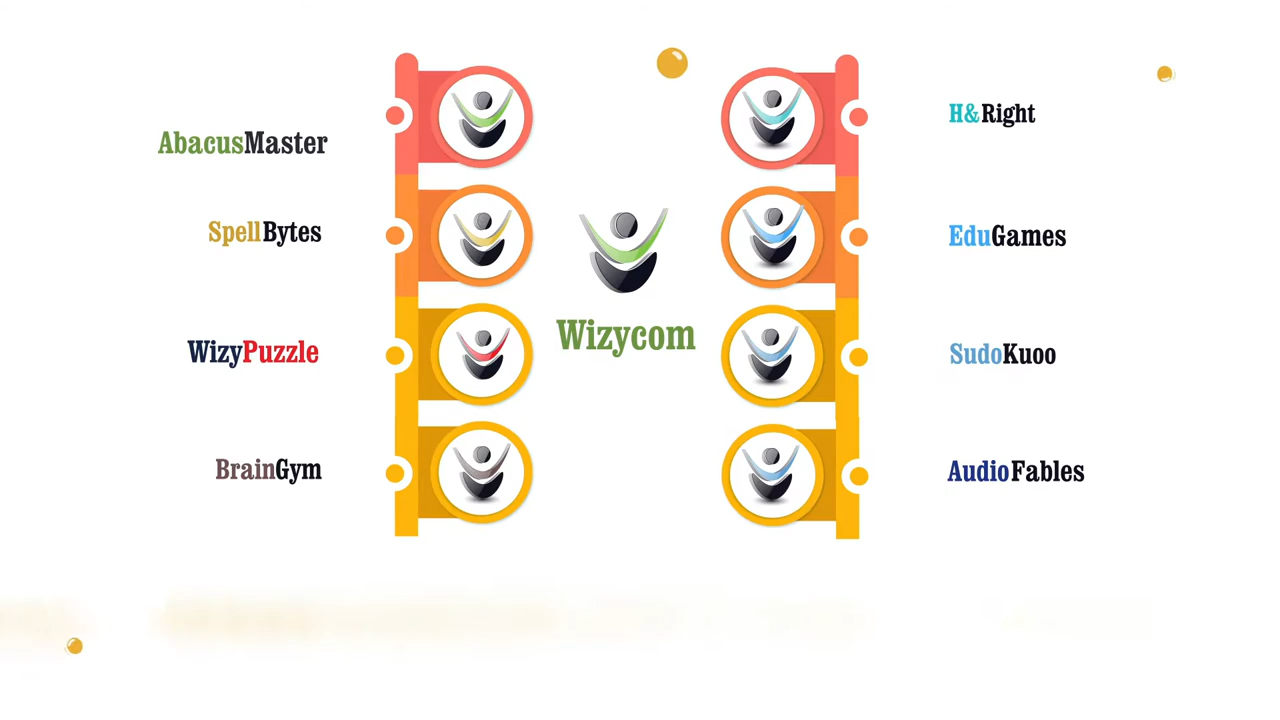 AbacusMaster
SpellBytes
WizyPuzzle
BrainGym
Wizycom
H&Right
EduGames
SudoKuoo
AudioFables